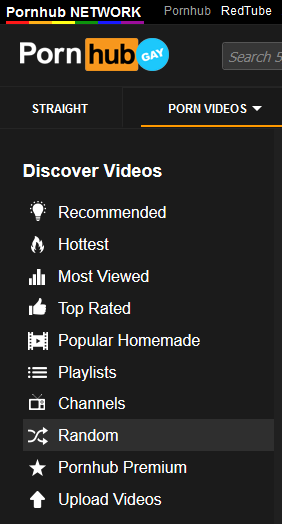 Pornhub NETWORK Pornhub RedTube
Pornhub GAY
Search 5
STRAIGHT PORN VIDEOS
Discover Videos
Recommended
Hottest
Most Viewed
Top Rated
Popular Homemade
Playlists
Channels
Random
Pornhub Premium
Upload Videos